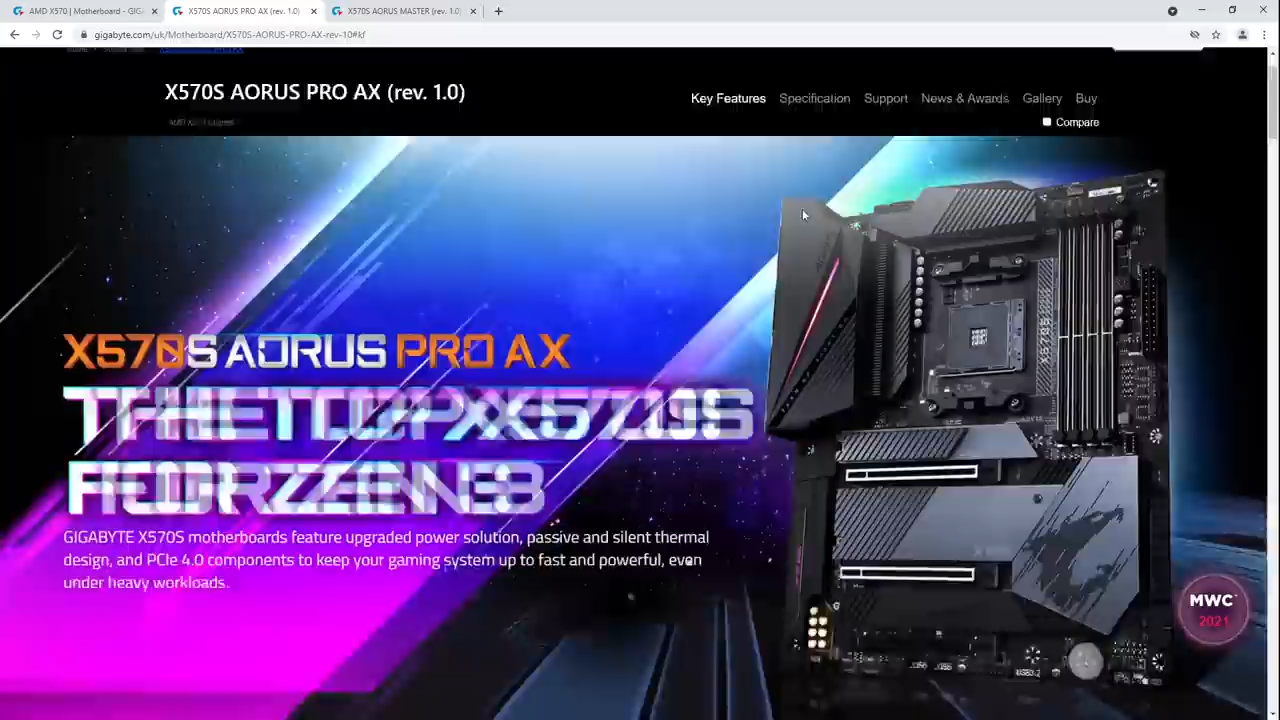 AMD X570 | Motherboard - GIG
X570S AORUS PRO AX (rev. 1.0)
X570S AORUS MASTER (rev. 1.0)
gigabyte.com/uk/Motherboard/X570S-AORUS-PRO-AX-rev-10#kf
X570S AORUS PRO AX (rev. 1.0)
Key Features Specification Support News & Awards Gallery Buy
Compare
X570S AORUS PRO AX
GIGABYTE X570S motherboards feature upgraded power solution, passive and silent thermal
design, and PCIe 4.0 components to keep your gaming system up to fast and powerful, even
under heavy workloads.
MWC
2021